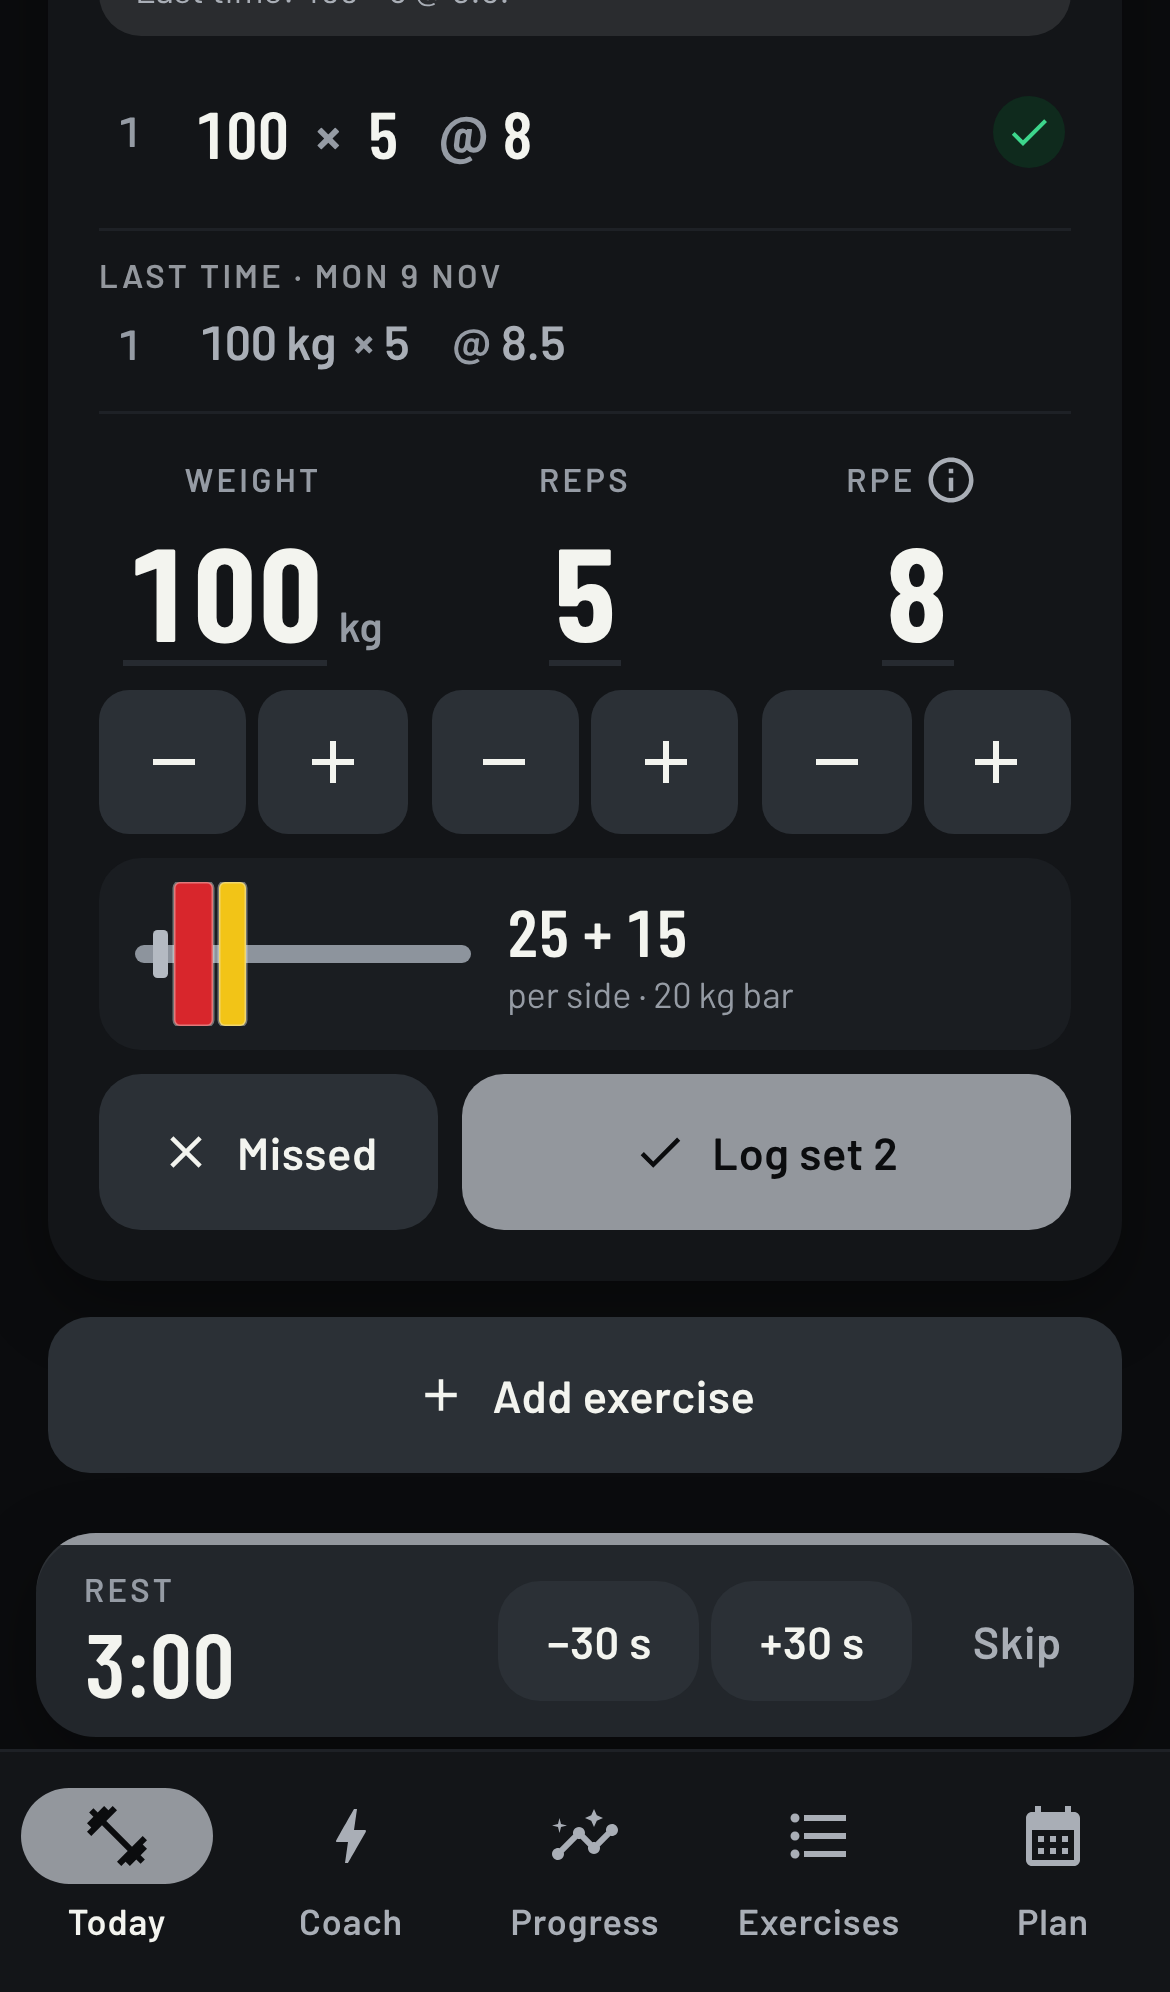 1 100 × 5 @ 8
LAST TIME · MON 9 NOV
1 100 kg × 5 @ 8.5
WEIGHT REPS RPE
100 kg 5 8
25 + 15
per side · 20 kg bar
Missed Log set 2
Add exercise
REST
3:00 −30 s +30 s Skip
Today Coach Progress Exercises Plan